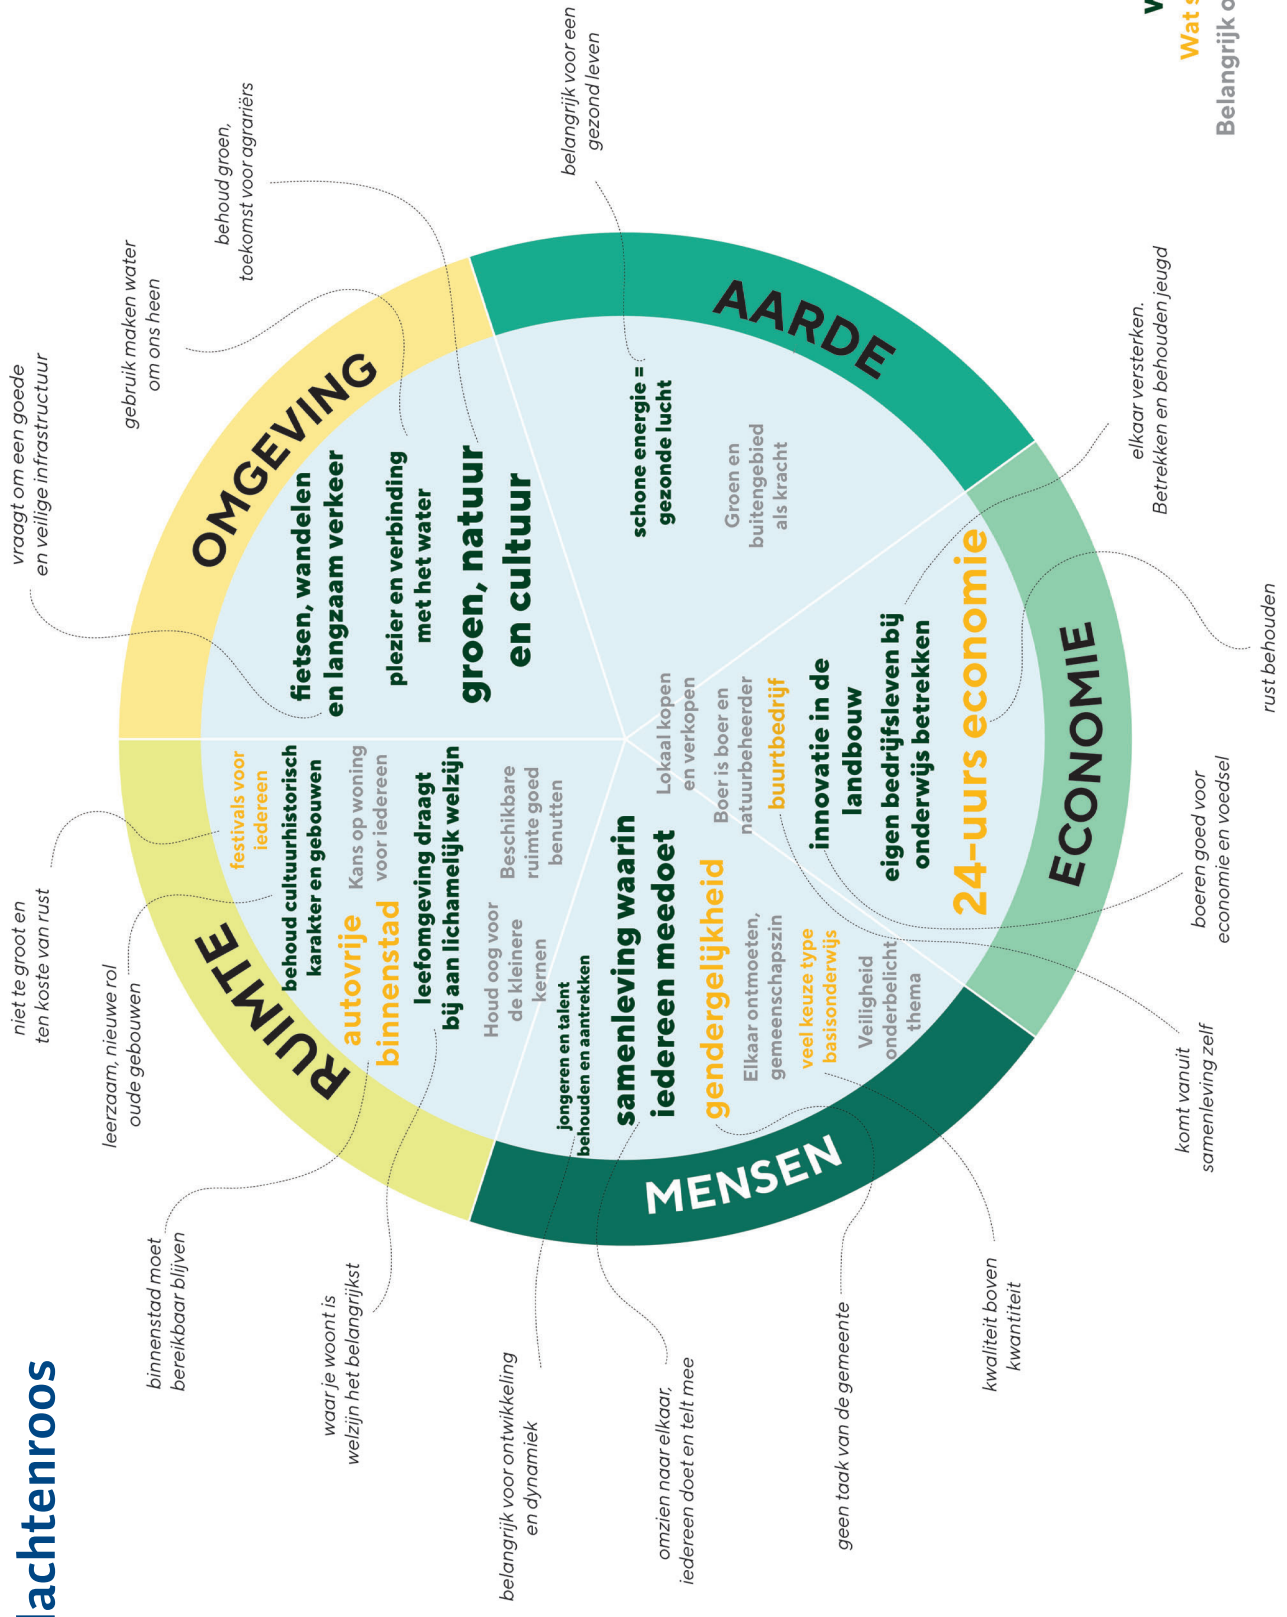 lachtenroos
OMGEVING
vraagt om een goede
en veilige infrastructuur
gebruik maken water
om ons heen
behoud groen,
toekomst voor agrariërs
fietsen, wandelen
en langzaam verkeer
plezier en verbinding
met het water
groen, natuur
en cultuur
AARDE
belangrijk voor een
gezond leven
schone energie =
gezonde lucht
Groen en
buitengebied
als kracht
ECONOMIE
Lokaal kopen
en verkopen
Boer is boer en
natuurbeheerder
buurtbedrijf
innovatie in de
landbouw
eigen bedrijfsleven bij
onderwijs betrekken
24-uurs economie
elkaar versterken.
Betrekken en behouden jeugd
rust behouden
boeren goed voor
economie en voedsel
komt vanuit
samenleving zelf
MENSEN
jongeren en talent
behouden en aantrekken
samenleving waarin
iedereen meedoet
gendergelijkheid
Elkaar ontmoeten,
gemeenschapszin
veel keuze type
basisonderwijs
Veiligheid
onderbelicht
thema
belangrijk voor ontwikkeling
en dynamiek
omzien naar elkaar,
iedereen doet en telt mee
geen taak van de gemeente
kwaliteit boven
kwantiteit
RUIMTE
festivals voor
iedereen
behoud cultuurhistorisch
karakter en gebouwen
Kans op woning
voor iedereen
autovrije
binnenstad
leefomgeving draagt
bij aan lichamelijk welzijn
Beschikbare
ruimte goed
benutten
Houd oog voor
de kleinere
kernen
niet te groot en
ten koste van rust
leerzaam, nieuwe rol
oude gebouwen
binnenstad moet
bereikbaar blijven
waar je woont is
welzijn het belangrijkst
Wat s
Belangrijk o